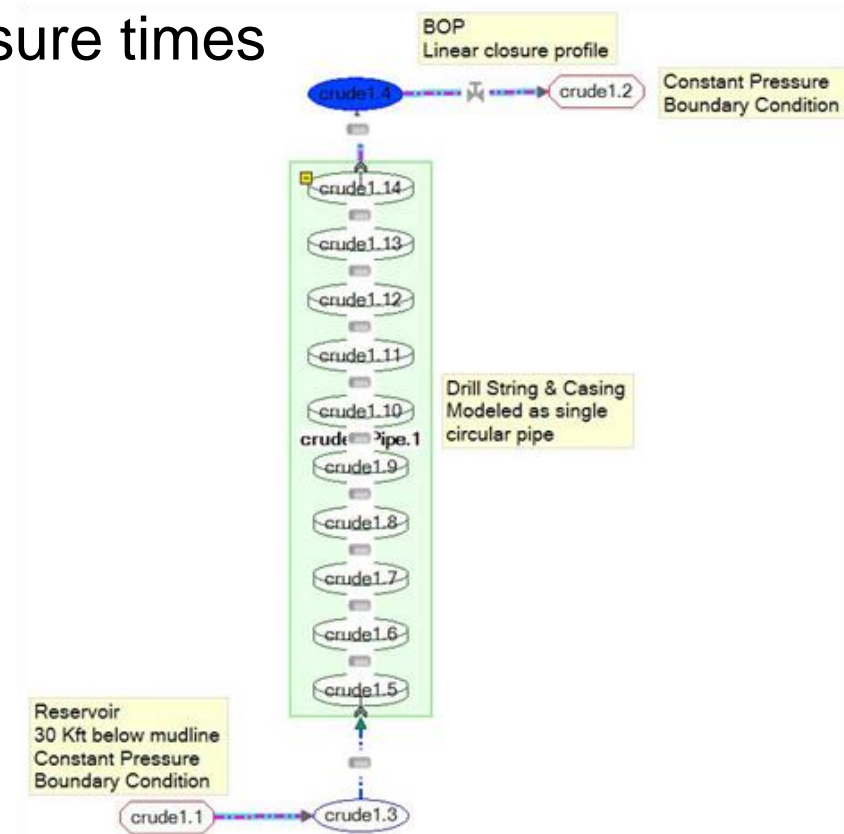 sure times
BOP
Linear closure profile
crude1.4
crude1.2
Constant Pressure
Boundary Condition
crude1.14
crude1.13
crude1.12
crude1.11
crude1.10
Pipe.1
crude1.9
crude1.8
crude1.7
crude1.6
crude1.5
Drill String & Casing
Modeled as single
circular pipe
Reservoir
30 Kft below mudline
Constant Pressure
Boundary Condition
crude1.1
crude1.3